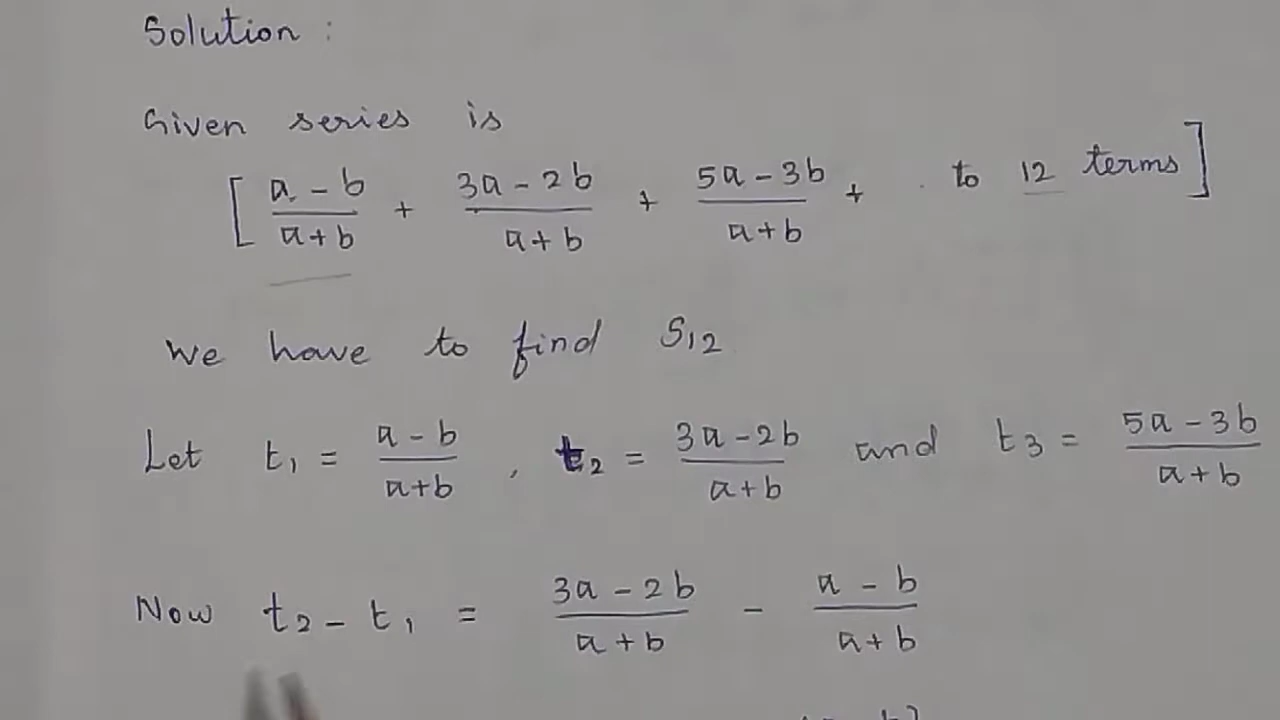 Solution :
Given series is
[ (a - b)/(a + b) + (3a - 2b)/(a + b) + (5a - 3b)/(a + b) + . to 12 terms ]
We have to find S₁₂
Let t₁ = (a - b)/(a+b) , t₂ = (3a - 2b)/(a+b) and t₃ = (5a - 3b)/(a+b)
Now t₂ - t₁ = (3a - 2b)/(a+b) - (a - b)/(a+b)